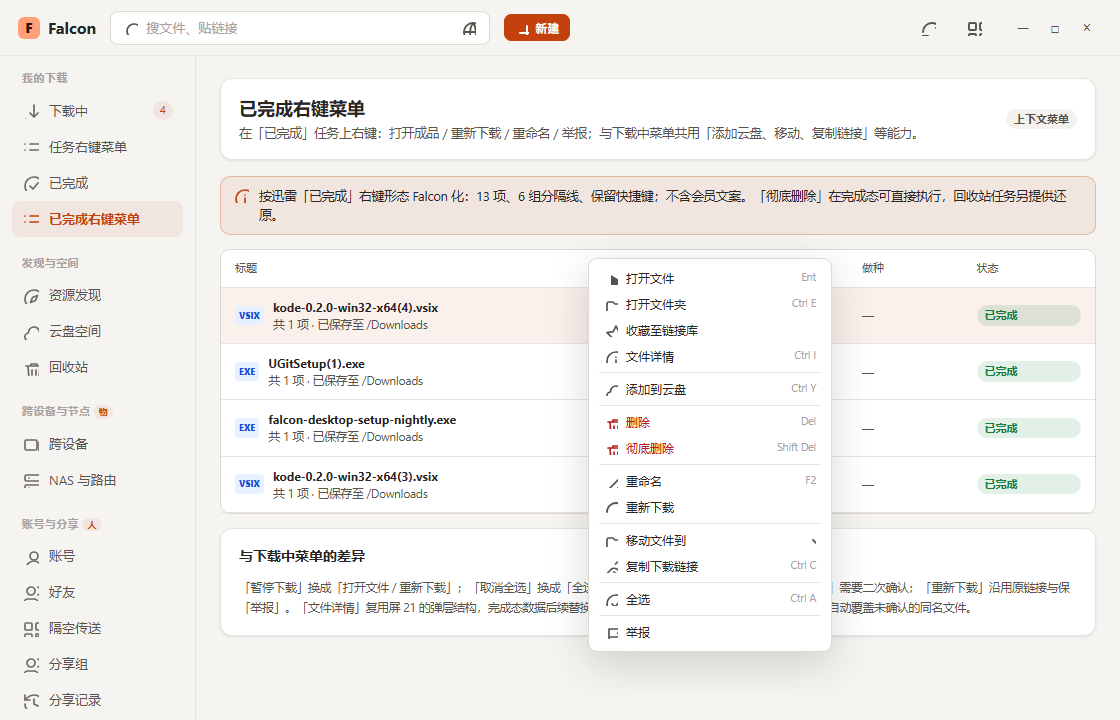 F Falcon
搜文件、贴链接
新建
我的下载
下载中 4
任务右键菜单
已完成
已完成右键菜单
发现与空间
资源发现
云盘空间
回收站
跨设备与节点 物
跨设备
NAS 与路由
账号与分享 人
账号
好友
隔空传送
分享组
分享记录
已完成右键菜单
在「已完成」任务上右键：打开成品 / 重新下载 / 重命名 / 举报；与下载中菜单共用「添加云盘、移动、复制链接」等能力。
上下文菜单
按迅雷「已完成」右键形态 Falcon 化：13 项、6 组分隔线、保留快捷键；不含会员文案。「彻底删除」在完成态可直接执行，回收站任务另提供还
原。
标题 做种 状态
VSIX kode-0.2.0-win32-x64(4).vsix
共 1 项 · 已保存至 /Downloads
— 已完成
EXE UGitSetup(1).exe
共 1 项 · 已保存至 /Downloads
— 已完成
EXE falcon-desktop-setup-nightly.exe
共 1 项 · 已保存至 /Downloads
— 已完成
VSIX kode-0.2.0-win32-x64(3).vsix
共 1 项 · 已保存至 /Downloads
— 已完成
打开文件 Ent
打开文件夹 Ctrl E
收藏至链接库
文件详情 Ctrl I
添加到云盘 Ctrl Y
删除 Del
彻底删除 Shift Del
重命名 F2
重新下载
移动文件到
复制下载链接 Ctrl C
全选 Ctrl A
举报
与下载中菜单的差异
「暂停下载」换成「打开文件 / 重新下载」；「取消全选」换成「全选 」需要二次确认；「重新下载」沿用原链接与保
「举报」。「文件详情」复用屏 21 的弹层结构，完成态数据后续替换 自动覆盖未确认的同名文件。